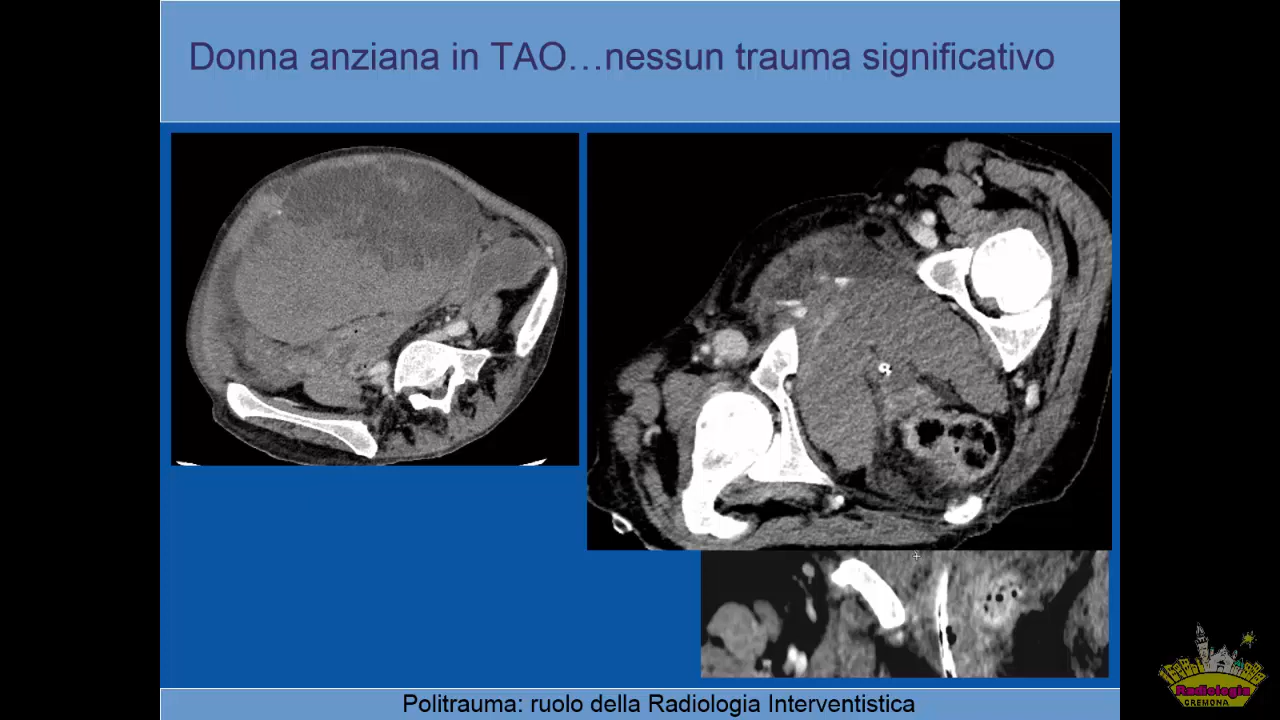 Donna anziana in TAO…nessun trauma significativo
Politrauma: ruolo della Radiologia Interventistica
Radiologia
CREMONA